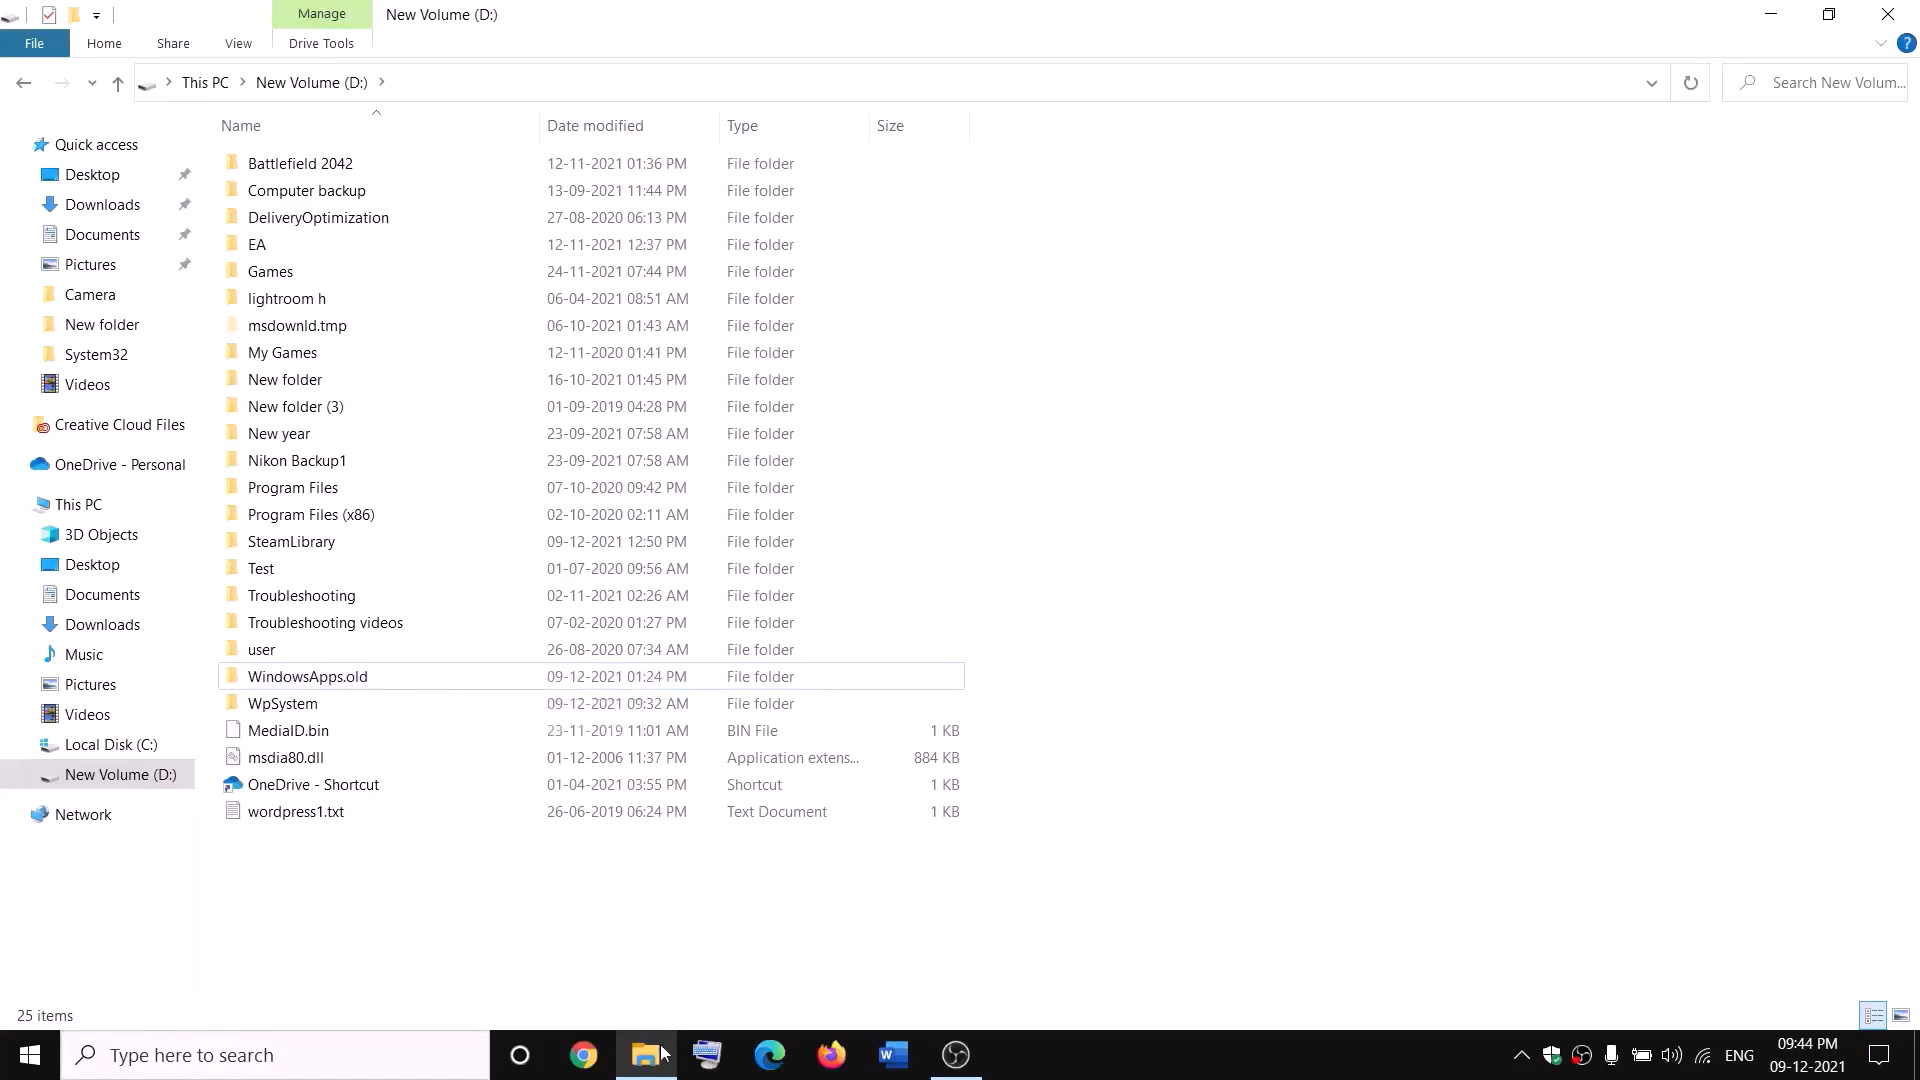 Manage
New Volume (D:)
File
Home
Share
View
Drive Tools
This PC
New Volume (D:)
Search New Volum...
Name
Date modified
Type
Size
Quick access
Desktop
Downloads
Documents
Pictures
Camera
New folder
System32
Videos
Creative Cloud Files
OneDrive - Personal
This PC
3D Objects
Desktop
Documents
Downloads
Music
Pictures
Videos
Local Disk (C:)
New Volume (D:)
Network
Battlefield 2042 12-11-2021 01:36 PM File folder
Computer backup 13-09-2021 11:44 PM File folder
DeliveryOptimization 27-08-2020 06:13 PM File folder
EA 12-11-2021 12:37 PM File folder
Games 24-11-2021 07:44 PM File folder
lightroom h 06-04-2021 08:51 AM File folder
msdownld.tmp 06-10-2021 01:43 AM File folder
My Games 12-11-2020 01:41 PM File folder
New folder 16-10-2021 01:45 PM File folder
New folder (3) 01-09-2019 04:28 PM File folder
New year 23-09-2021 07:58 AM File folder
Nikon Backup1 23-09-2021 07:58 AM File folder
Program Files 07-10-2020 09:42 PM File folder
Program Files (x86) 02-10-2020 02:11 AM File folder
SteamLibrary 09-12-2021 12:50 PM File folder
Test 01-07-2020 09:56 AM File folder
Troubleshooting 02-11-2021 02:26 AM File folder
Troubleshooting videos 07-02-2020 01:27 PM File folder
user 26-08-2020 07:34 AM File folder
WindowsApps.old 09-12-2021 01:24 PM File folder
WpSystem 09-12-2021 09:32 AM File folder
MediaID.bin 23-11-2019 11:01 AM BIN File 1 KB
msdia80.dll 01-12-2006 11:37 PM Application extens... 884 KB
OneDrive - Shortcut 01-04-2021 03:55 PM Shortcut 1 KB
wordpress1.txt 26-06-2019 06:24 PM Text Document 1 KB
25 items
Type here to search
ENG
09:44 PM
09-12-2021